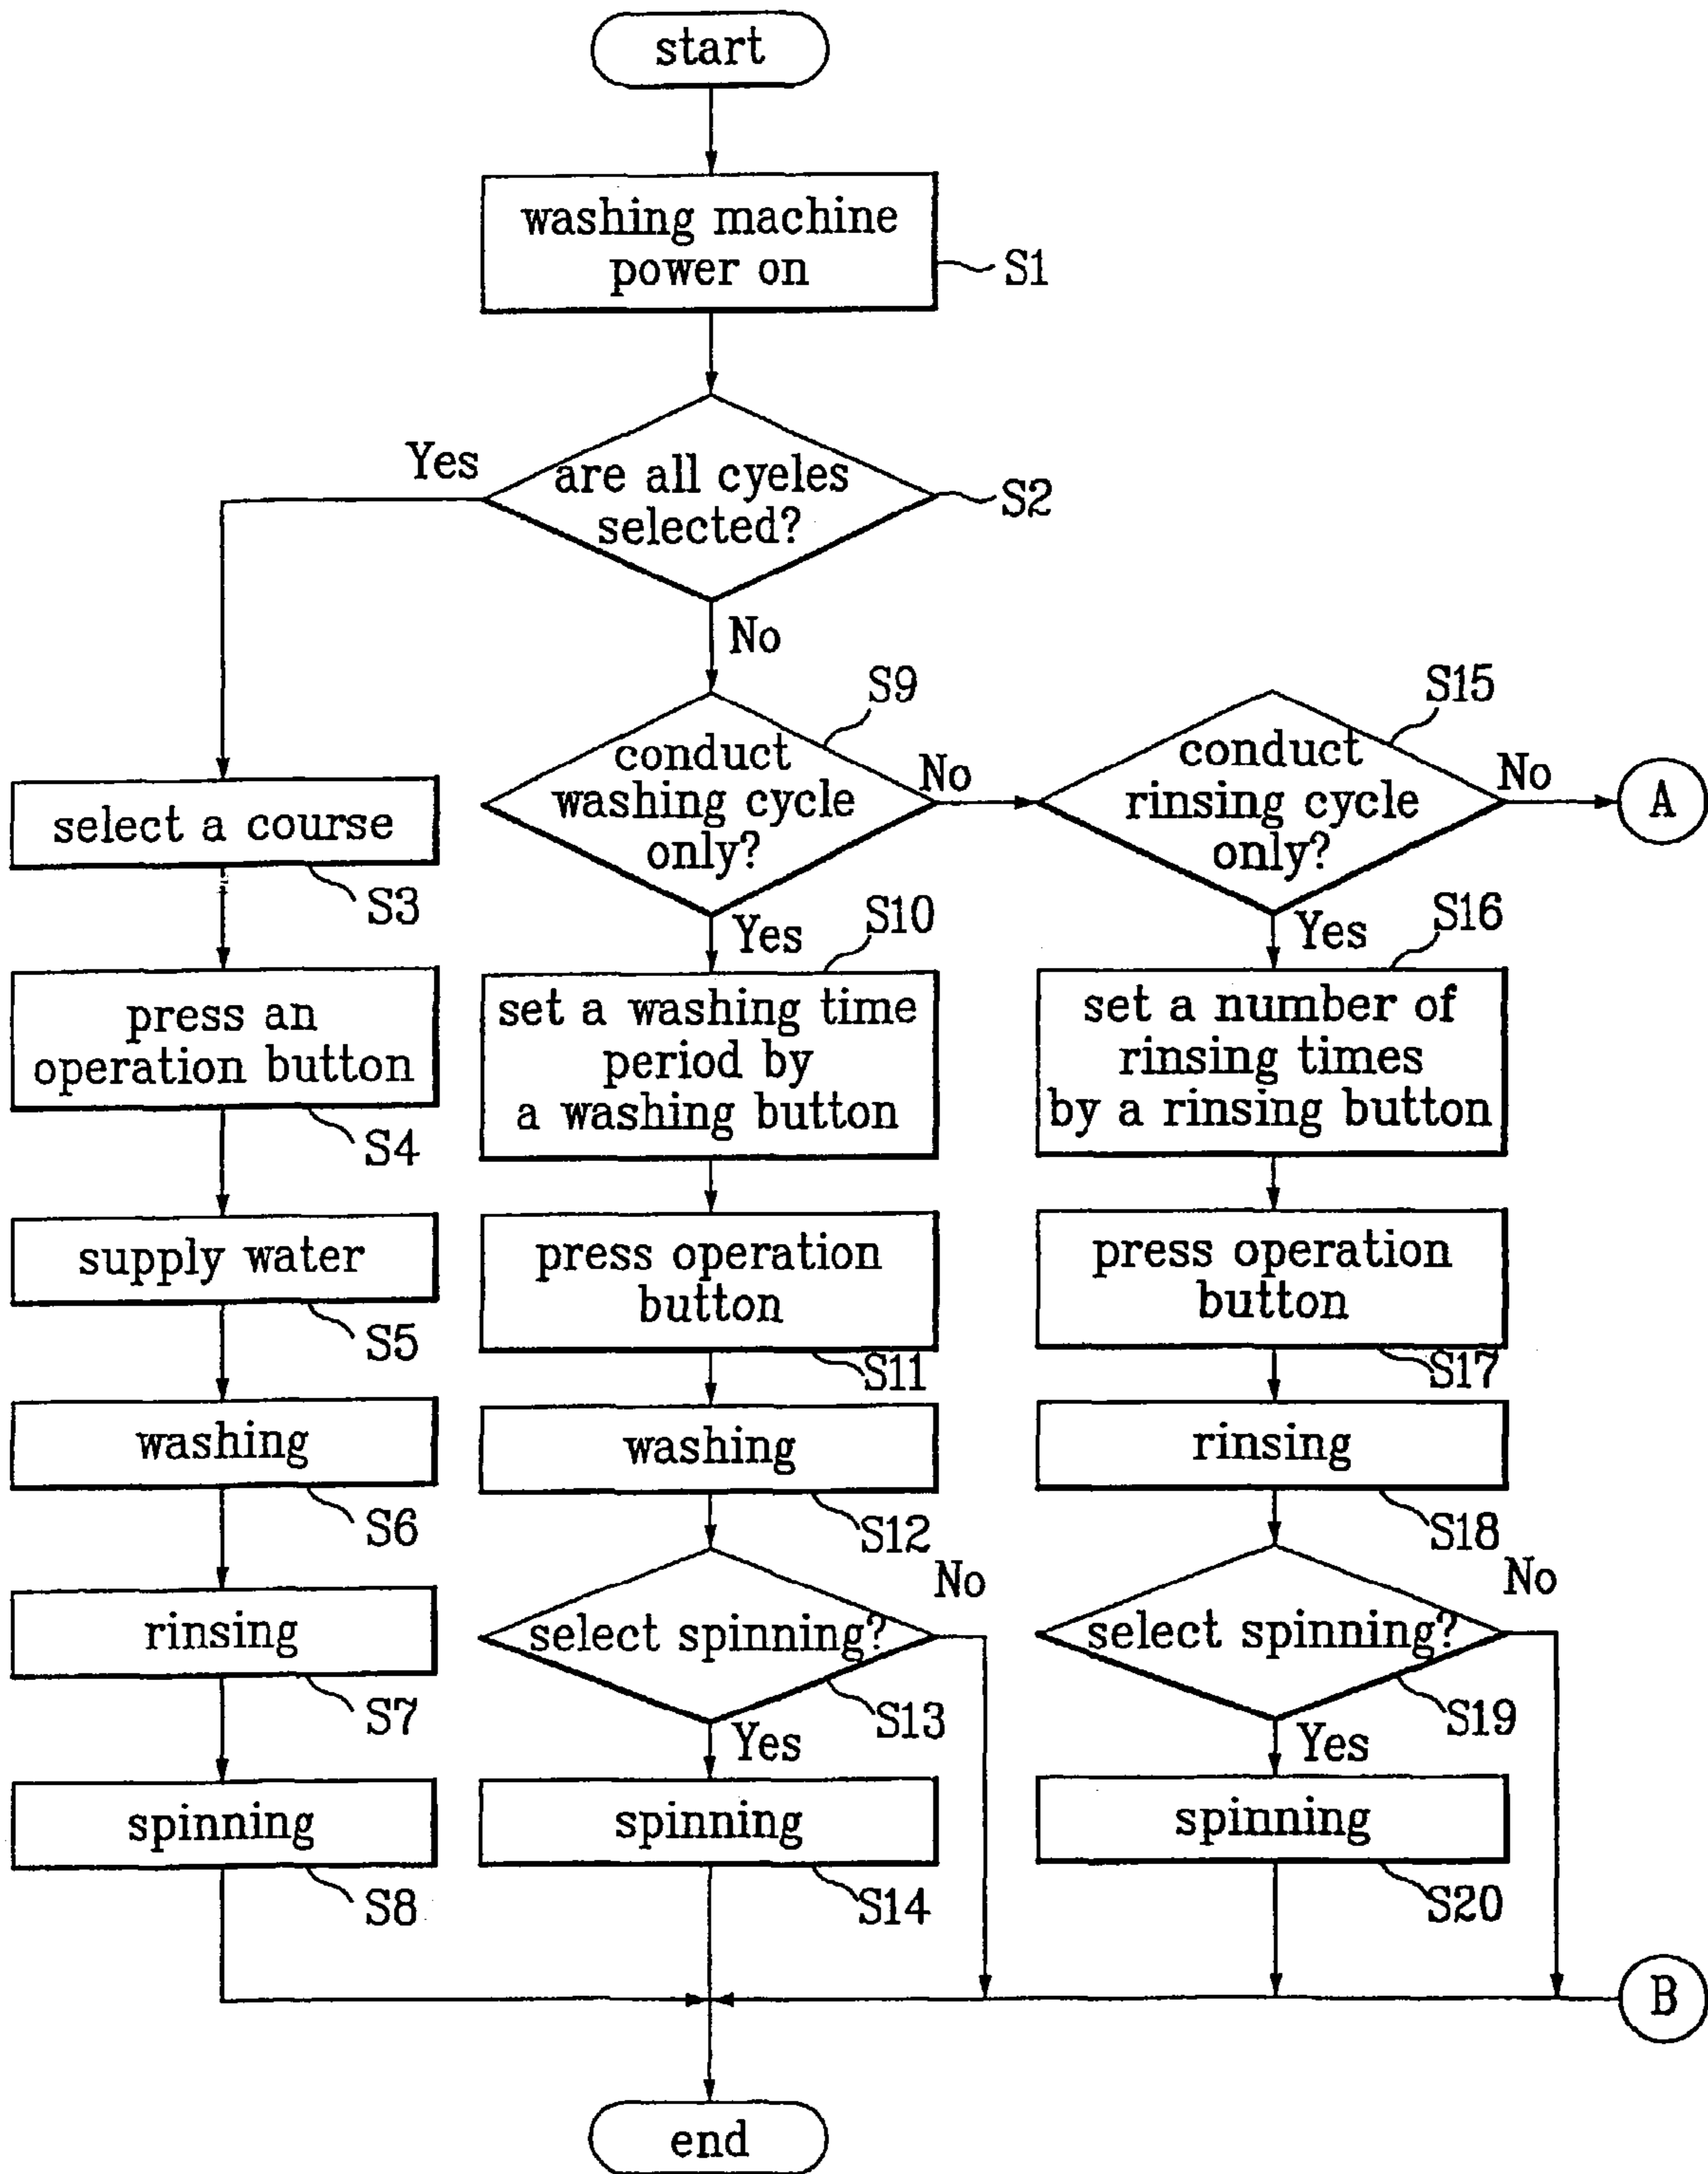 start
washing machine
power on
S1
Yes
are all cyeles
selected?
S2
No
S9
S15
conduct
washing cycle
only?
No
conduct
rinsing cycle
only?
No
A
select a course
S3
Yes
S10
Yes
S16
press an
operation button
S4
set a washing time
period by
a washing button
set a number of
rinsing times
by a rinsing button
supply water
S5
press operation
button
S11
press operation
button
S17
washing
S6
washing
S12
rinsing
S18
rinsing
S7
select spinning?
No
S13
Yes
select spinning?
No
S19
Yes
spinning
S8
spinning
S14
spinning
S20
B
end